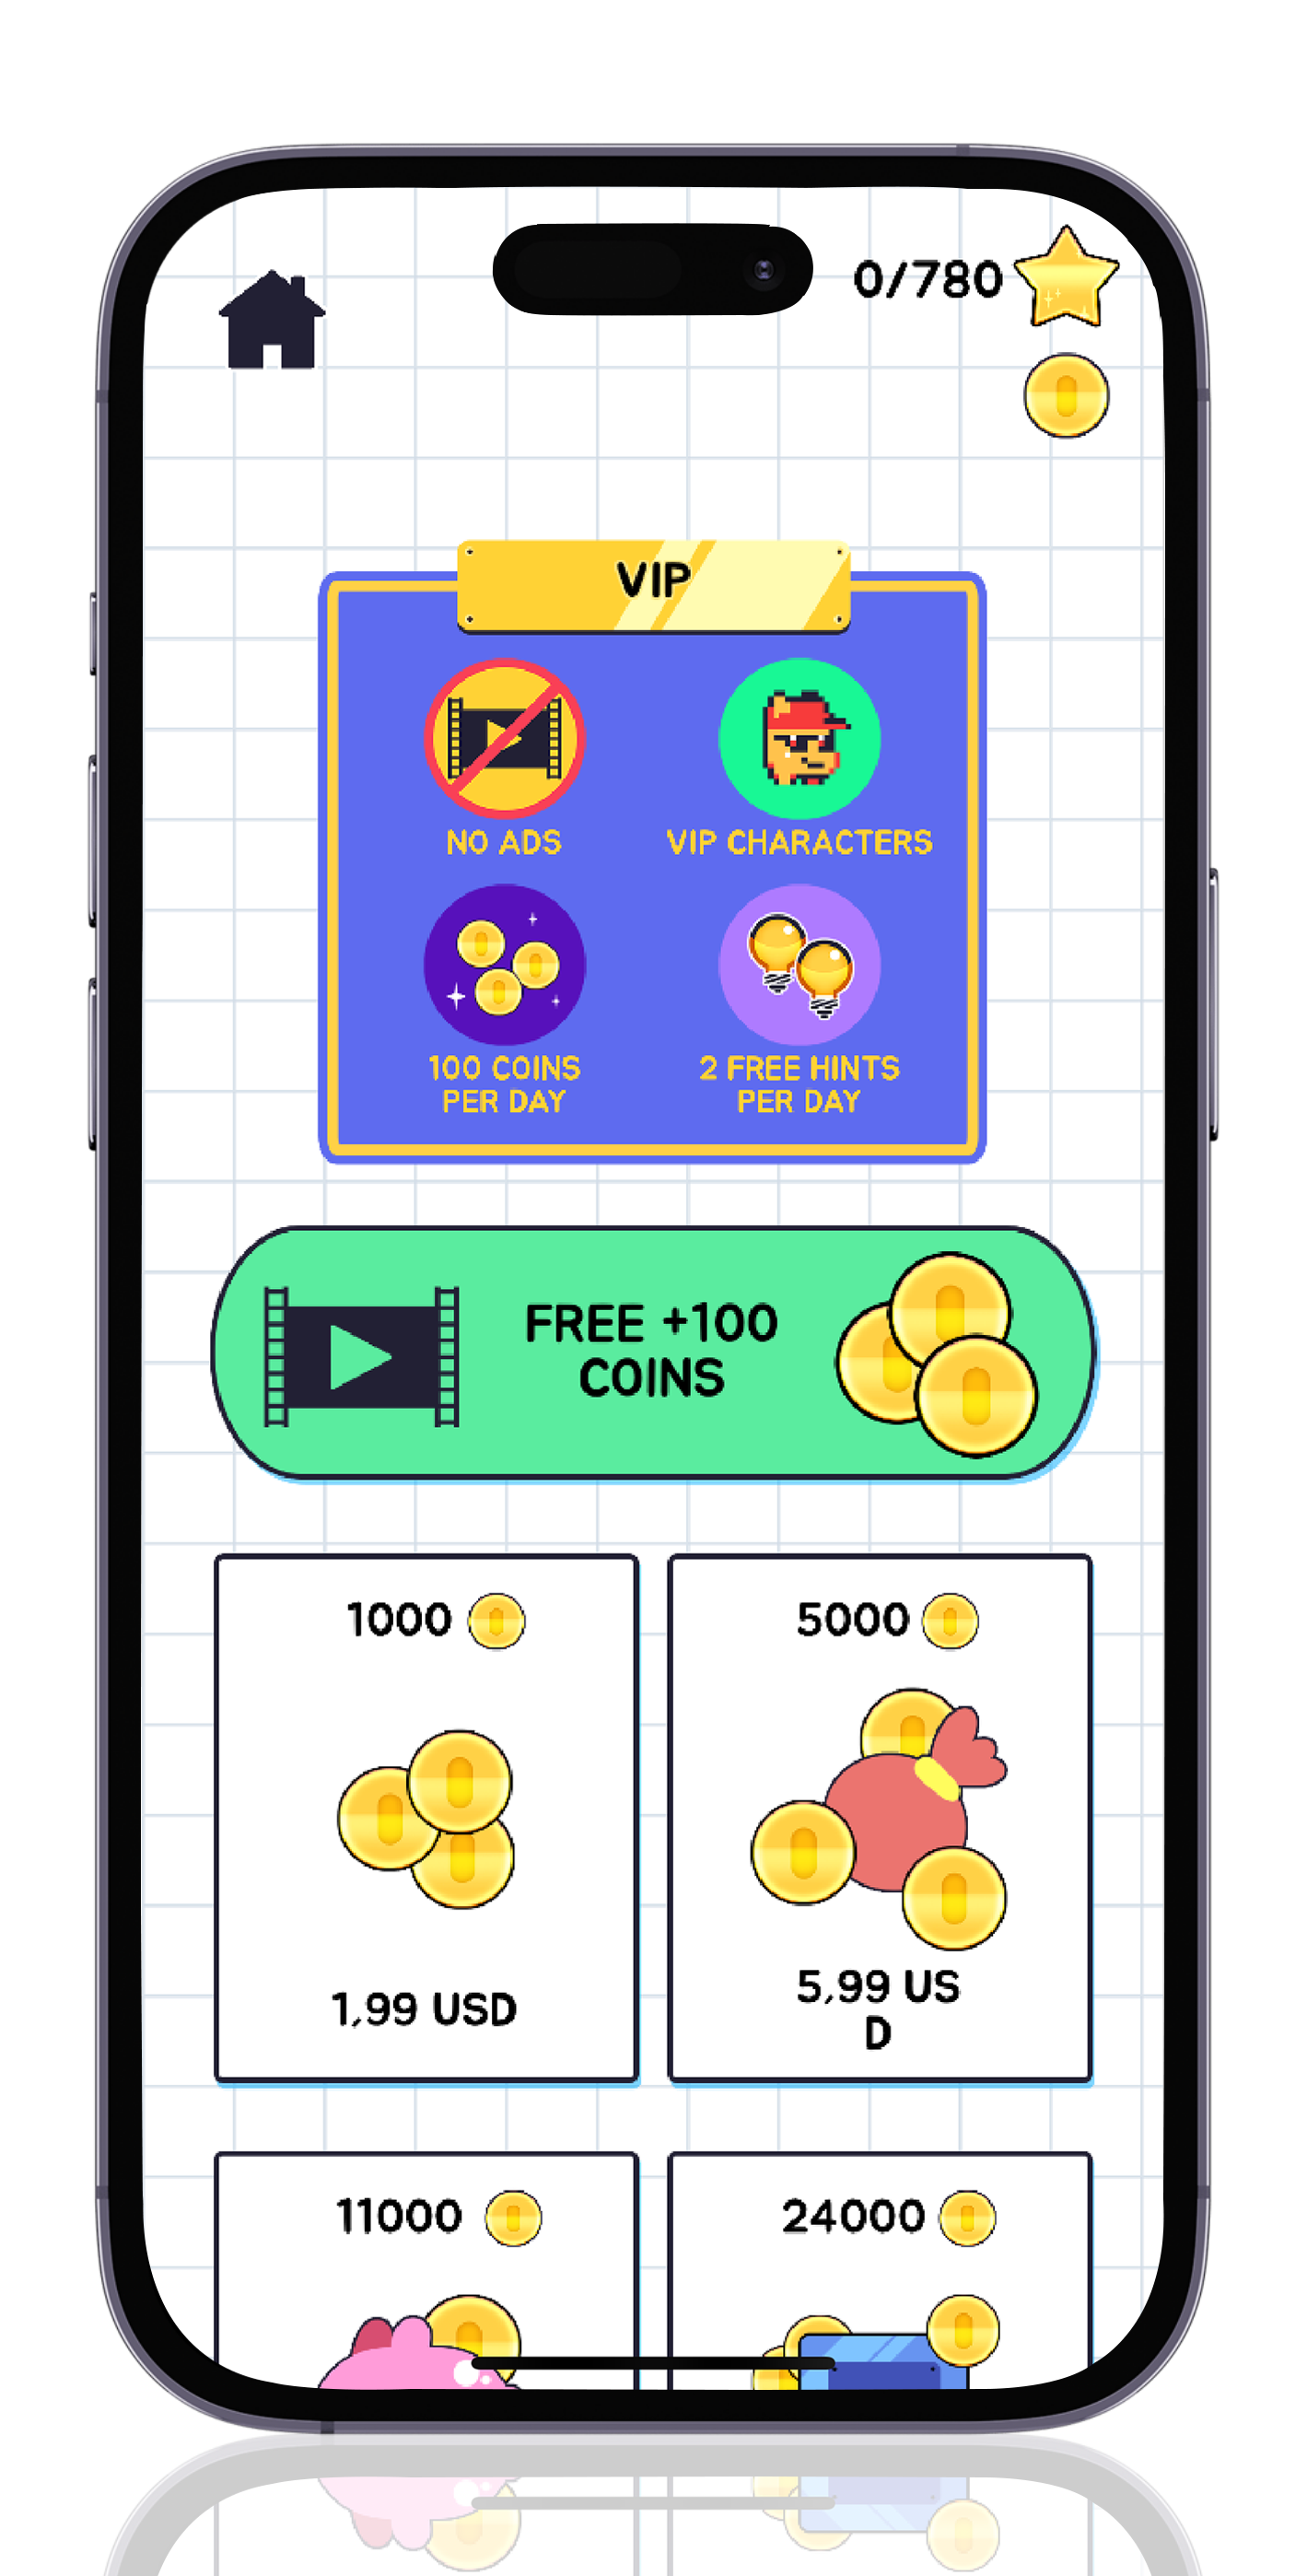 0/780
VIP
NO ADS
VIP CHARACTERS
100 COINS
PER DAY
2 FREE HINTS
PER DAY
FREE +100
COINS
1000
5000
1,99 USD
5,99 US
D
11000
24000